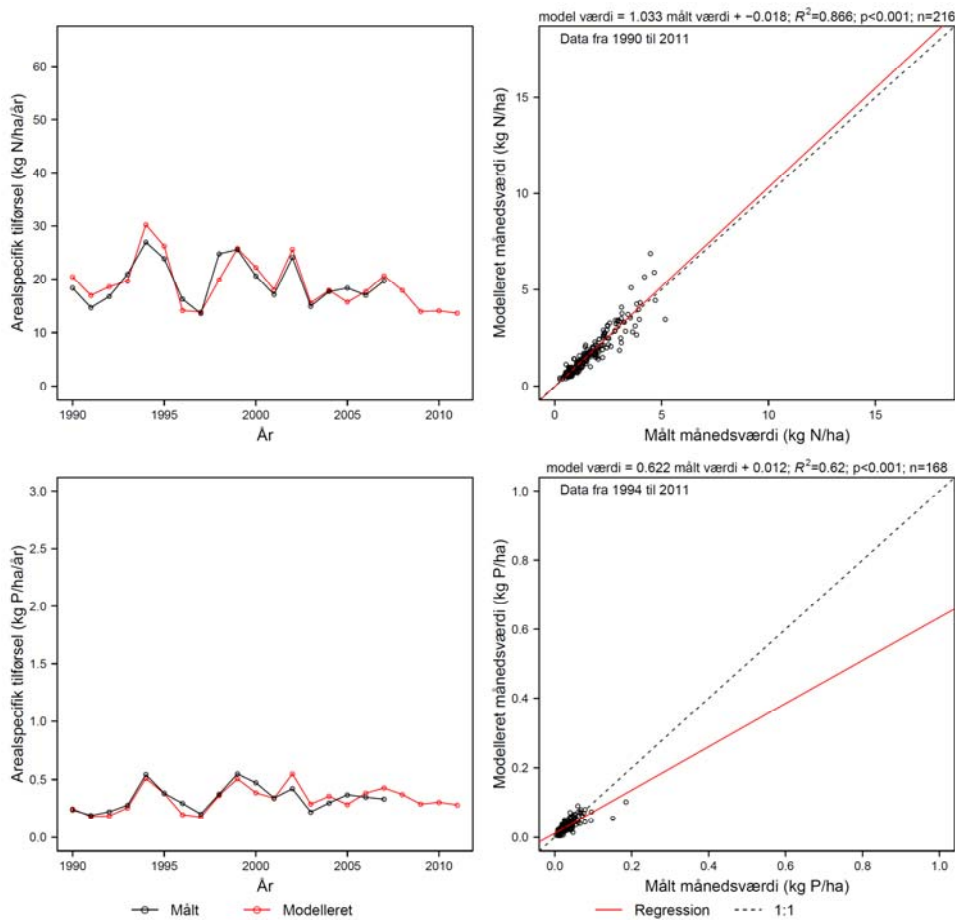 Arealspecifik tilførsel (kg N/ha/år)
60
50
40
30
20
10
0
1990 1995 2000 2005 2010
År
model værdi = 1.033 målt værdi + −0.018; R²=0.866; p<0.001; n=216
Data fra 1990 til 2011
Modelleret månedsværdi (kg N/ha)
15
10
5
0
0 5 10 15
Målt månedsværdi (kg N/ha)
Arealspecifik tilførsel (kg P/ha/år)
3.0
2.5
2.0
1.5
1.0
0.5
0.0
1990 1995 2000 2005 2010
År
model værdi = 0.622 målt værdi + 0.012; R²=0.62; p<0.001; n=168
Data fra 1994 til 2011
Modelleret månedsværdi (kg P/ha)
1.0
0.8
0.6
0.4
0.2
0.0
0.0 0.2 0.4 0.6 0.8 1.0
Målt månedsværdi (kg P/ha)
Målt Modelleret Regression 1:1